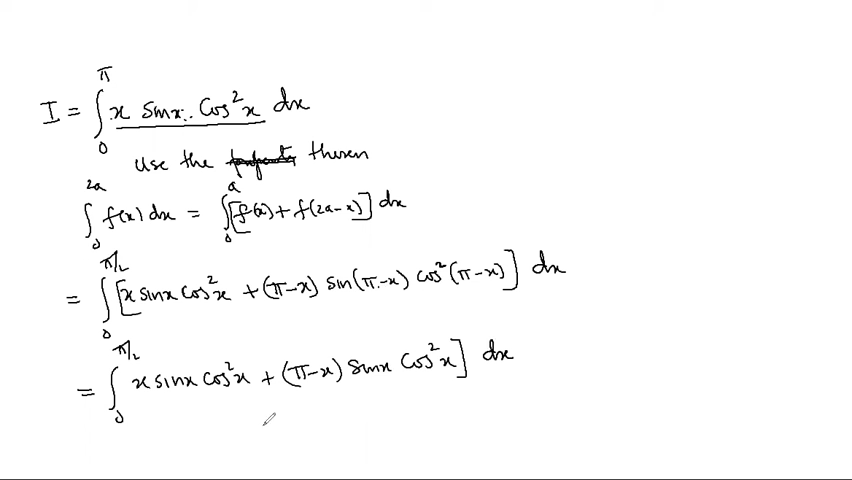 I = ∫₀^π x sinx.. Cos²x dx
use the theren
∫₀^2a f(x) dx = ∫₀^a [f(x) + f(2a-x)] dx
= ∫₀^π/2 [x sinx cos²x + (π-x) sin(π-x) cos²(π-x)] dx
= ∫₀^π/2 x sinx cos²x + (π-x) sinx Cos²x] dx